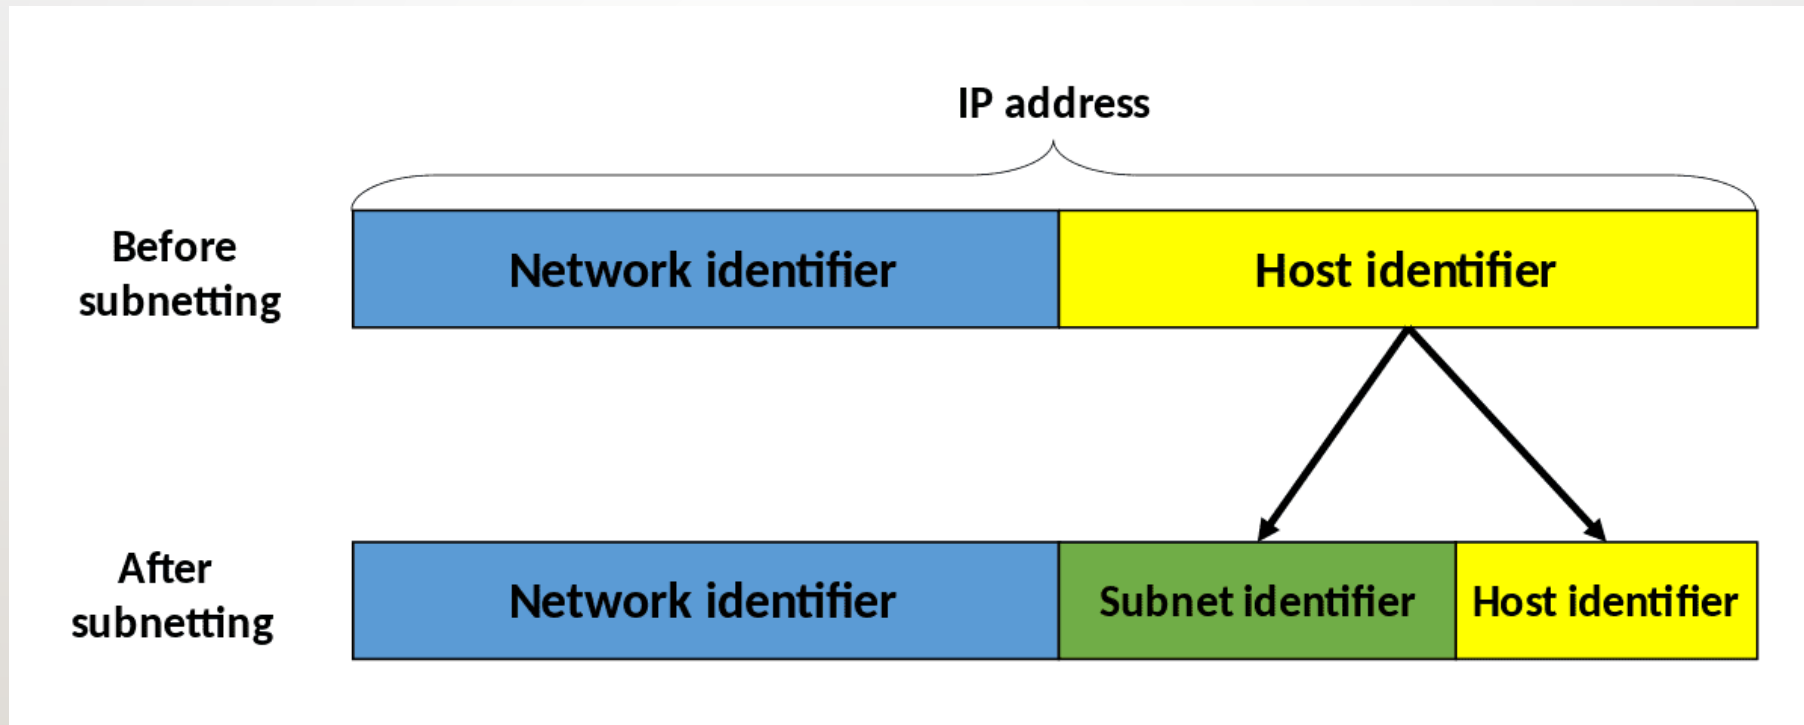 IP address
Before
subnetting
Network identifier
Host identifier
After
subnetting
Network identifier
Subnet identifier
Host identifier